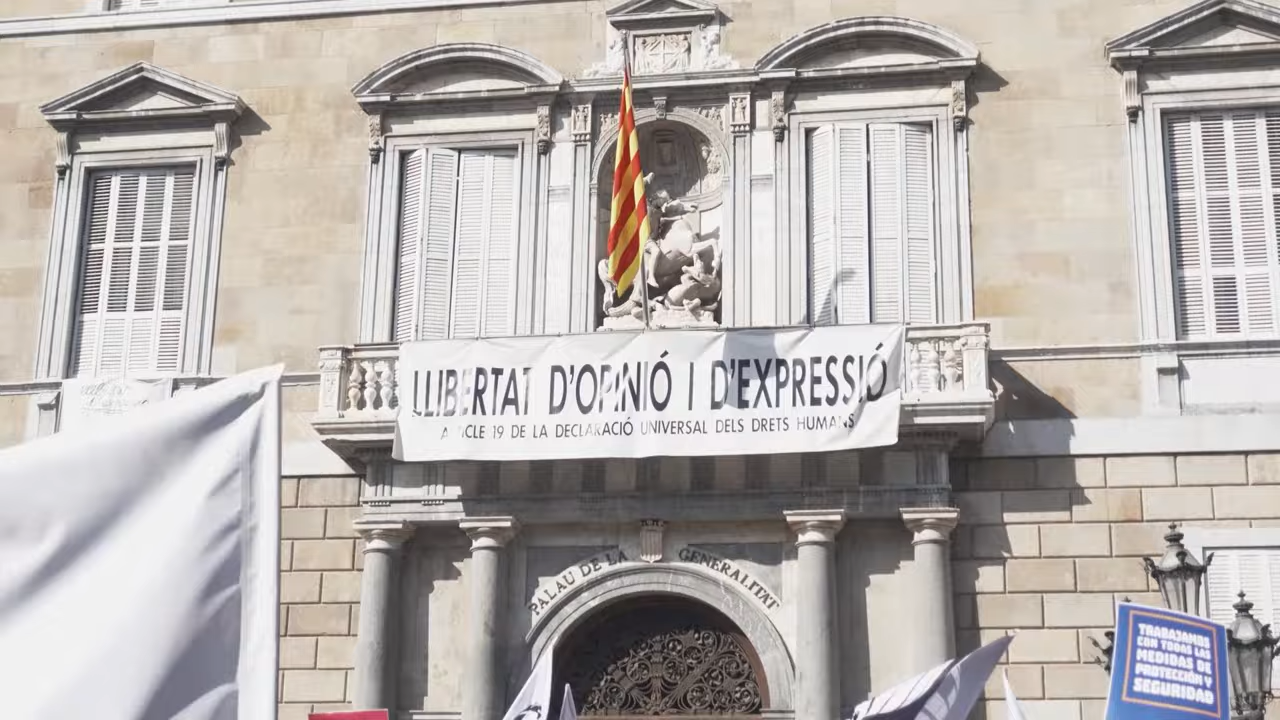 LLIBERTAT D'OPINIÓ I D'EXPRESSIÓ
ARTICLE 19 DE LA DECLARACIÓ UNIVERSAL DELS DRETS HUMANS
PALAU DE LA GENERALITAT
TRABAJAMOS
CON TODAS LAS
MEDIDAS DE
PROTECCIÓN Y
SEGURIDAD